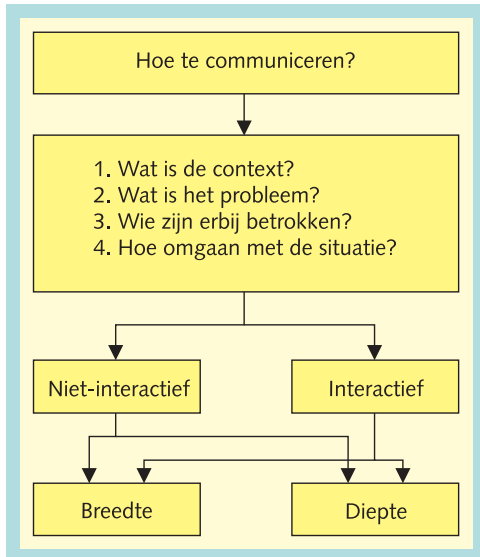 Hoe te communiceren?
1. Wat is de context?
2. Wat is het probleem?
3. Wie zijn erbij betrokken?
4. Hoe omgaan met de situatie?
Niet-interactief
Interactief
Breedte
Diepte